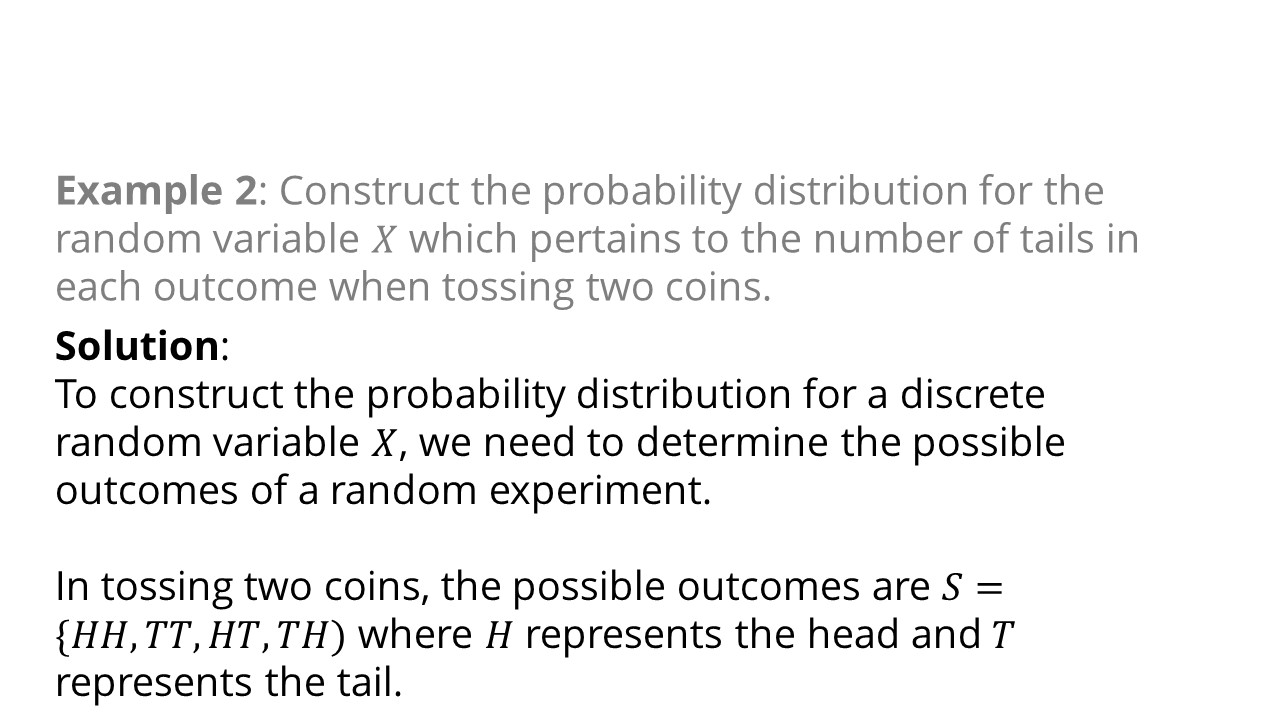 Example 2: Construct the probability distribution for the
random variable X which pertains to the number of tails in
each outcome when tossing two coins.
Solution:
To construct the probability distribution for a discrete
random variable X, we need to determine the possible
outcomes of a random experiment.
In tossing two coins, the possible outcomes are S =
{HH, TT, HT, TH) where H represents the head and T
represents the tail.